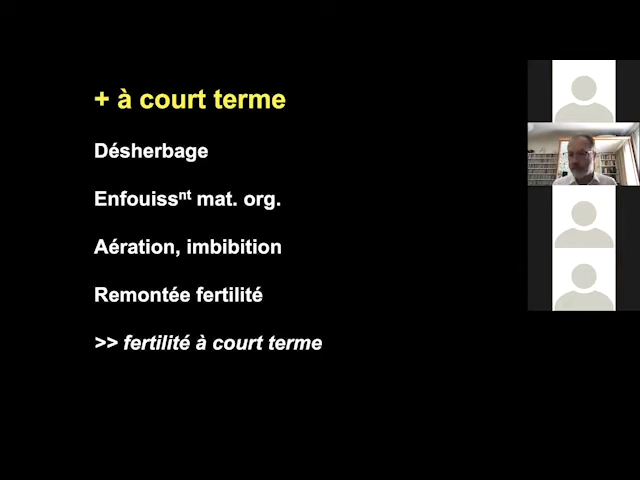 + à court terme
Désherbage
Enfouissnt mat. org.
Aération, imbibition
Remontée fertilité
>> fertilité à court terme